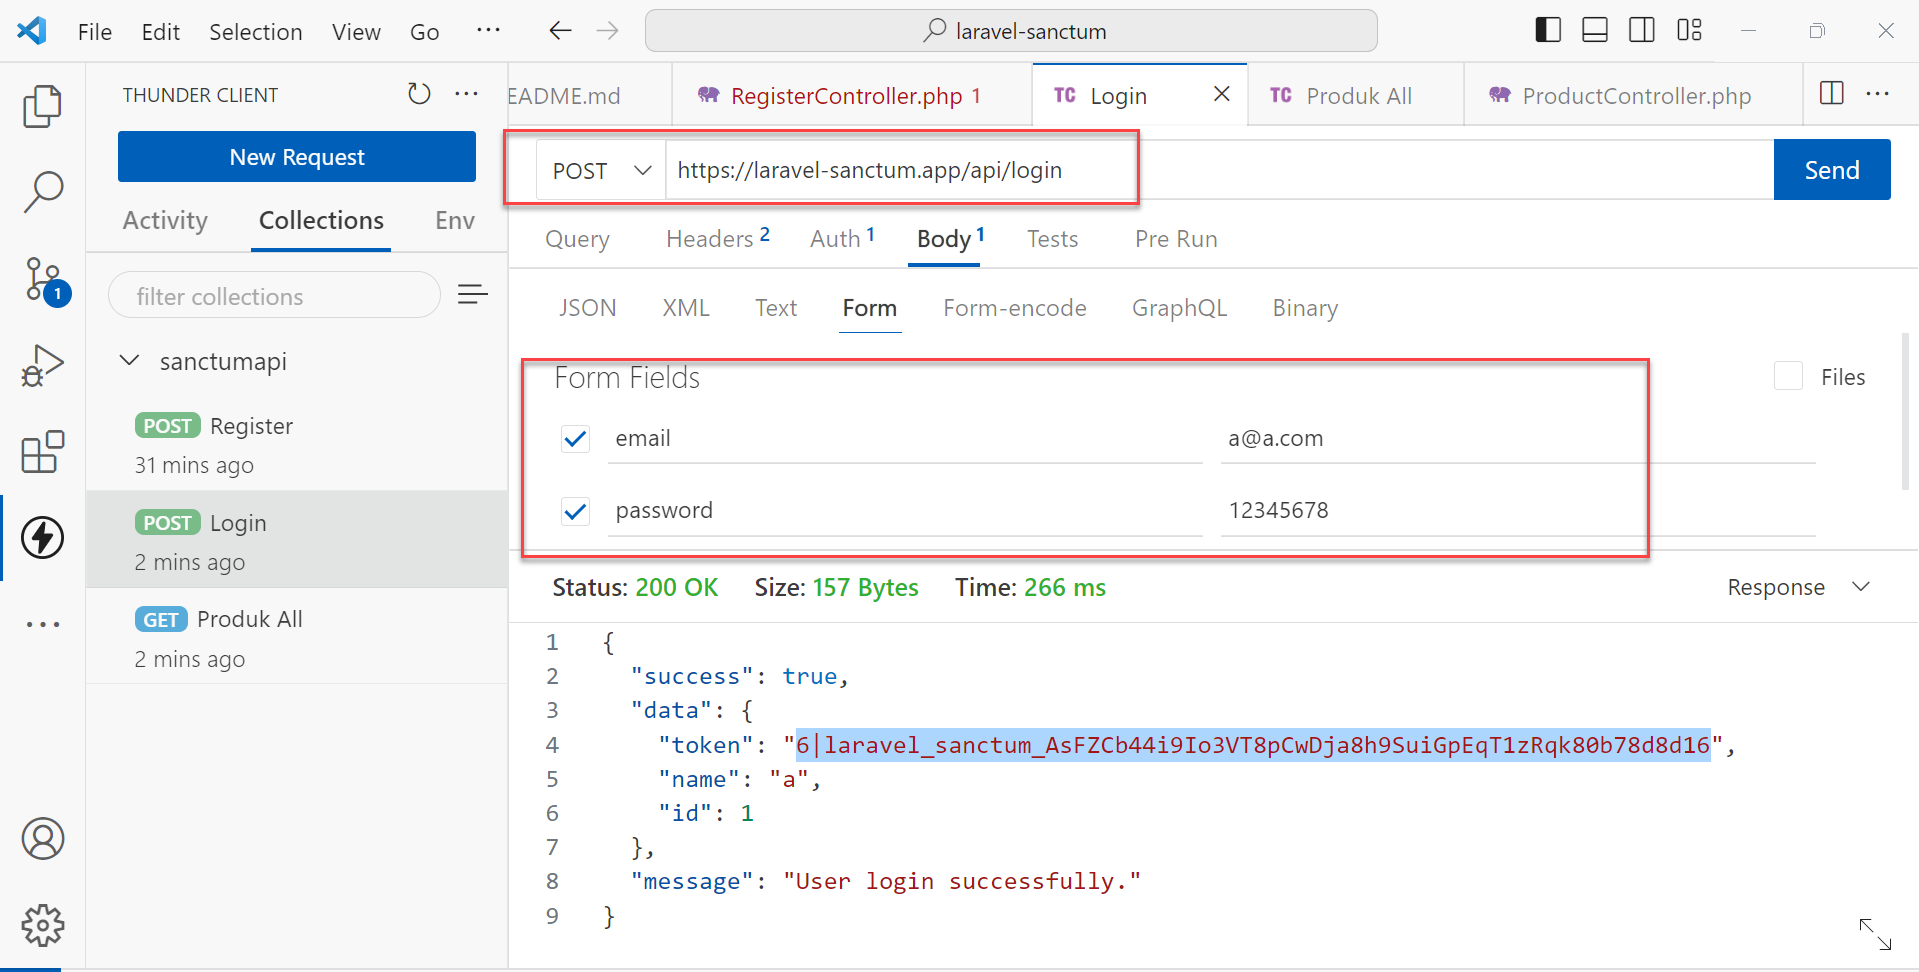 File Edit Selection View Go ··· laravel-sanctum
THUNDER CLIENT ···
New Request
Activity Collections Env
filter collections
sanctumapi
POST Register
31 mins ago
POST Login
2 mins ago
GET Produk All
2 mins ago
1
EADME.md RegisterController.php 1 TC Login TC Produk All ProductController.php ···
POST https://laravel-sanctum.app/api/login Send
Query Headers 2 Auth 1 Body 1 Tests Pre Run
JSON XML Text Form Form-encode GraphQL Binary
Form Fields Files
email a@a.com
password 12345678
Status: 200 OK Size: 157 Bytes Time: 266 ms Response
1 {
2 "success": true,
3 "data": {
4 "token": "6|laravel_sanctum_AsFZCb44i9Io3VT8pCwDja8h9SuiGpEqT1zRqk80b78d8d16",
5 "name": "a",
6 "id": 1
7 },
8 "message": "User login successfully."
9 }